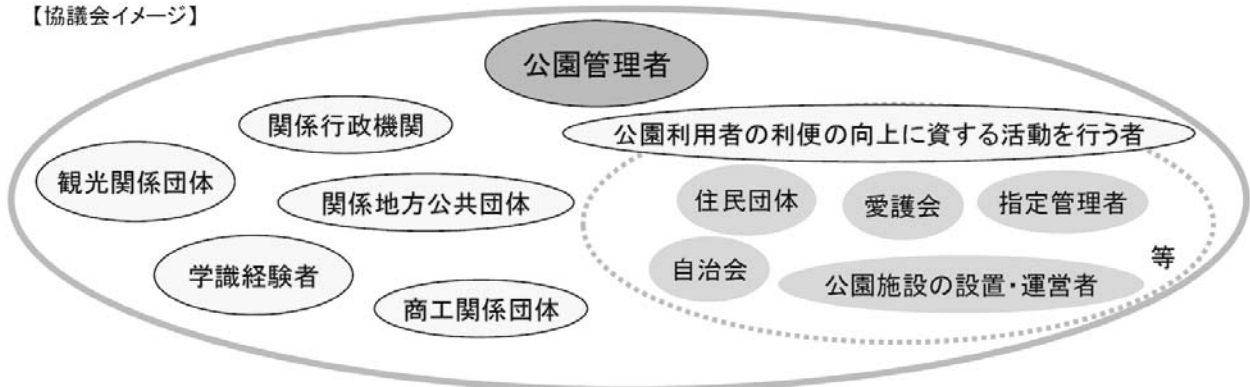 【協議会イメージ】
公園管理者
関係行政機関
公園利用者の利便の向上に資する活動を行う者
観光関係団体
関係地方公共団体
住民団体
愛護会
指定管理者
学識経験者
自治会
等
商工関係団体
公園施設の設置・運営者